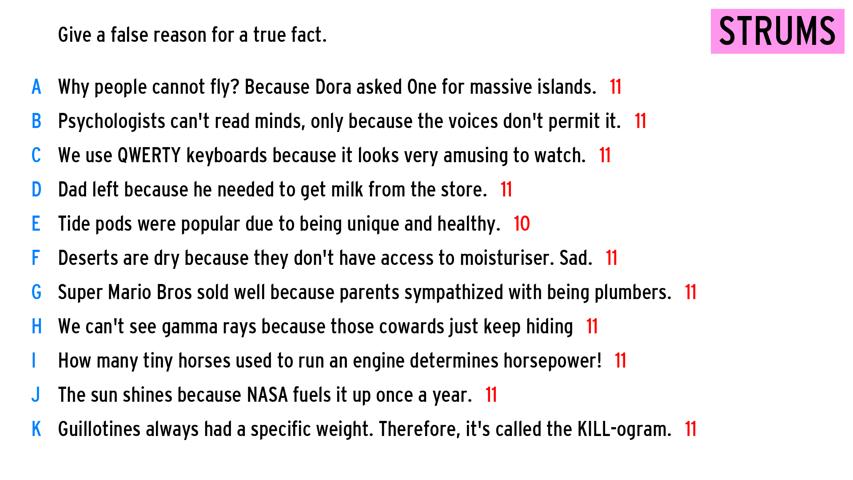 Give a false reason for a true fact.
STRUMS
A Why people cannot fly? Because Dora asked One for massive islands. 11
B Psychologists can't read minds, only because the voices don't permit it. 11
C We use QWERTY keyboards because it looks very amusing to watch. 11
D Dad left because he needed to get milk from the store. 11
E Tide pods were popular due to being unique and healthy. 10
F Deserts are dry because they don't have access to moisturiser. Sad. 11
G Super Mario Bros sold well because parents sympathized with being plumbers. 11
H We can't see gamma rays because those cowards just keep hiding 11
I How many tiny horses used to run an engine determines horsepower! 11
J The sun shines because NASA fuels it up once a year. 11
K Guillotines always had a specific weight. Therefore, it's called the KILL-ogram. 11